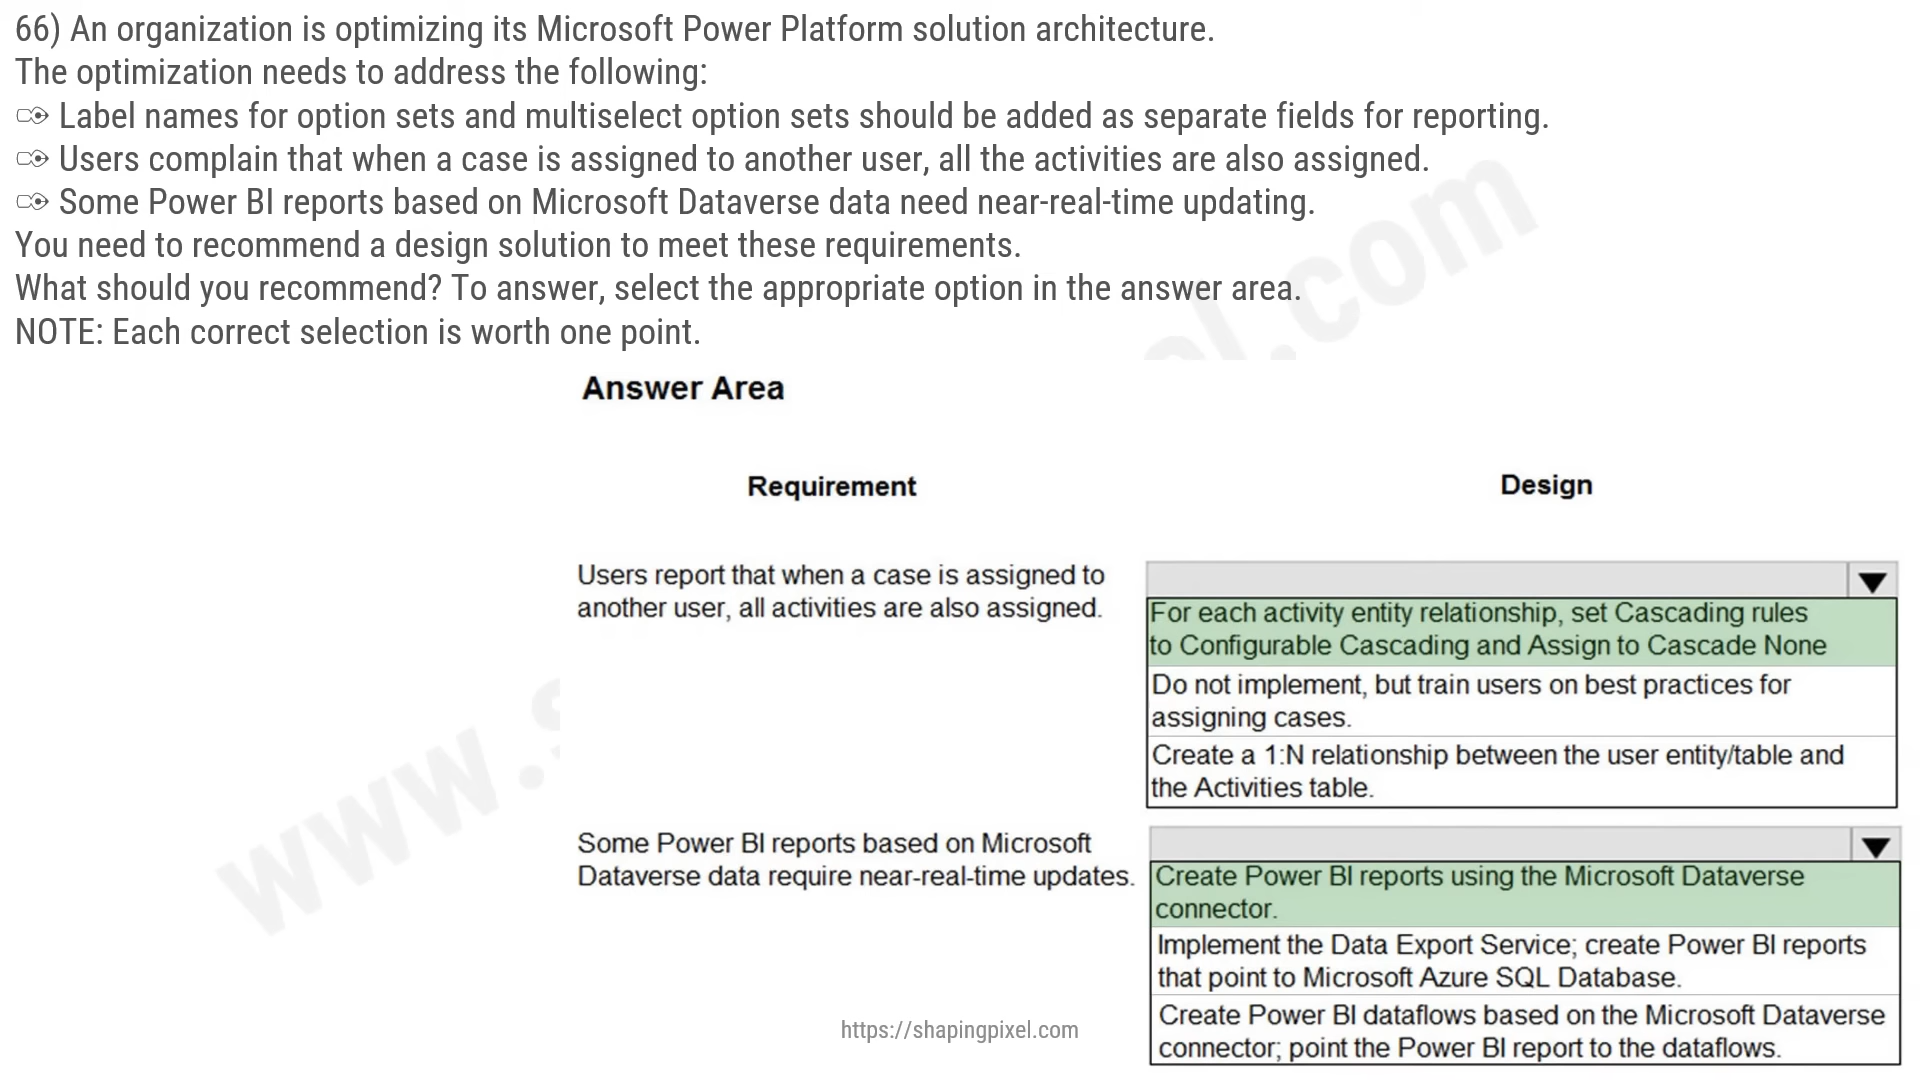 66) An organization is optimizing its Microsoft Power Platform solution architecture.
The optimization needs to address the following:
Label names for option sets and multiselect option sets should be added as separate fields for reporting.
Users complain that when a case is assigned to another user, all the activities are also assigned.
Some Power BI reports based on Microsoft Dataverse data need near-real-time updating.
You need to recommend a design solution to meet these requirements.
What should you recommend? To answer, select the appropriate option in the answer area.
NOTE: Each correct selection is worth one point.
Answer Area
Requirement
Design
Users report that when a case is assigned to
another user, all activities are also assigned.
For each activity entity relationship, set Cascading rules
to Configurable Cascading and Assign to Cascade None
Do not implement, but train users on best practices for
assigning cases.
Create a 1:N relationship between the user entity/table and
the Activities table.
Some Power BI reports based on Microsoft
Dataverse data require near-real-time updates.
Create Power BI reports using the Microsoft Dataverse
connector.
Implement the Data Export Service; create Power BI reports
that point to Microsoft Azure SQL Database.
Create Power BI dataflows based on the Microsoft Dataverse
connector; point the Power BI report to the dataflows.
https://shapingpixel.com